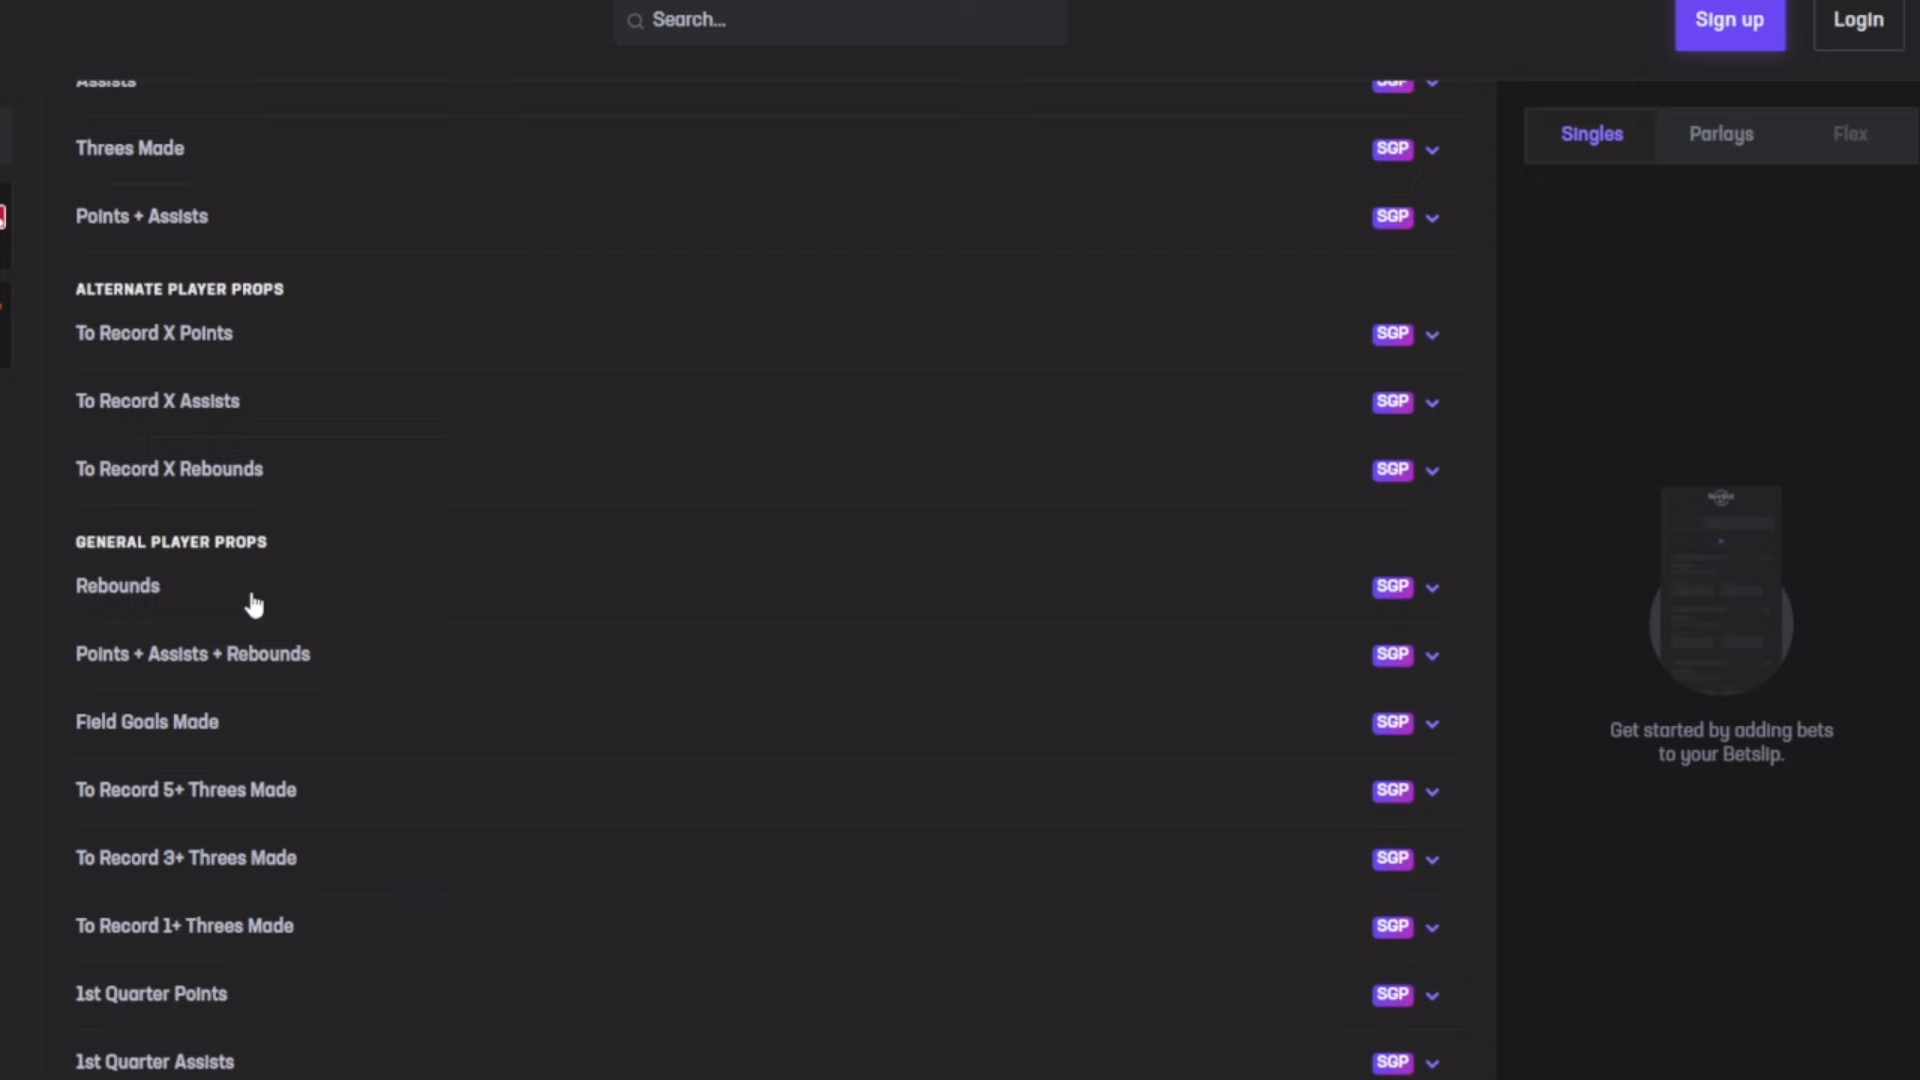 Search...
Sign up
Login
Assists
SGP
Threes Made
SGP
Points + Assists
SGP
ALTERNATE PLAYER PROPS
To Record X Points
SGP
To Record X Assists
SGP
To Record X Rebounds
SGP
GENERAL PLAYER PROPS
Rebounds
SGP
Points + Assists + Rebounds
SGP
Field Goals Made
SGP
To Record 5+ Threes Made
SGP
To Record 3+ Threes Made
SGP
To Record 1+ Threes Made
SGP
1st Quarter Points
SGP
1st Quarter Assists
SGP
Singles
Parlays
Flex
Get started by adding bets
to your Betslip.